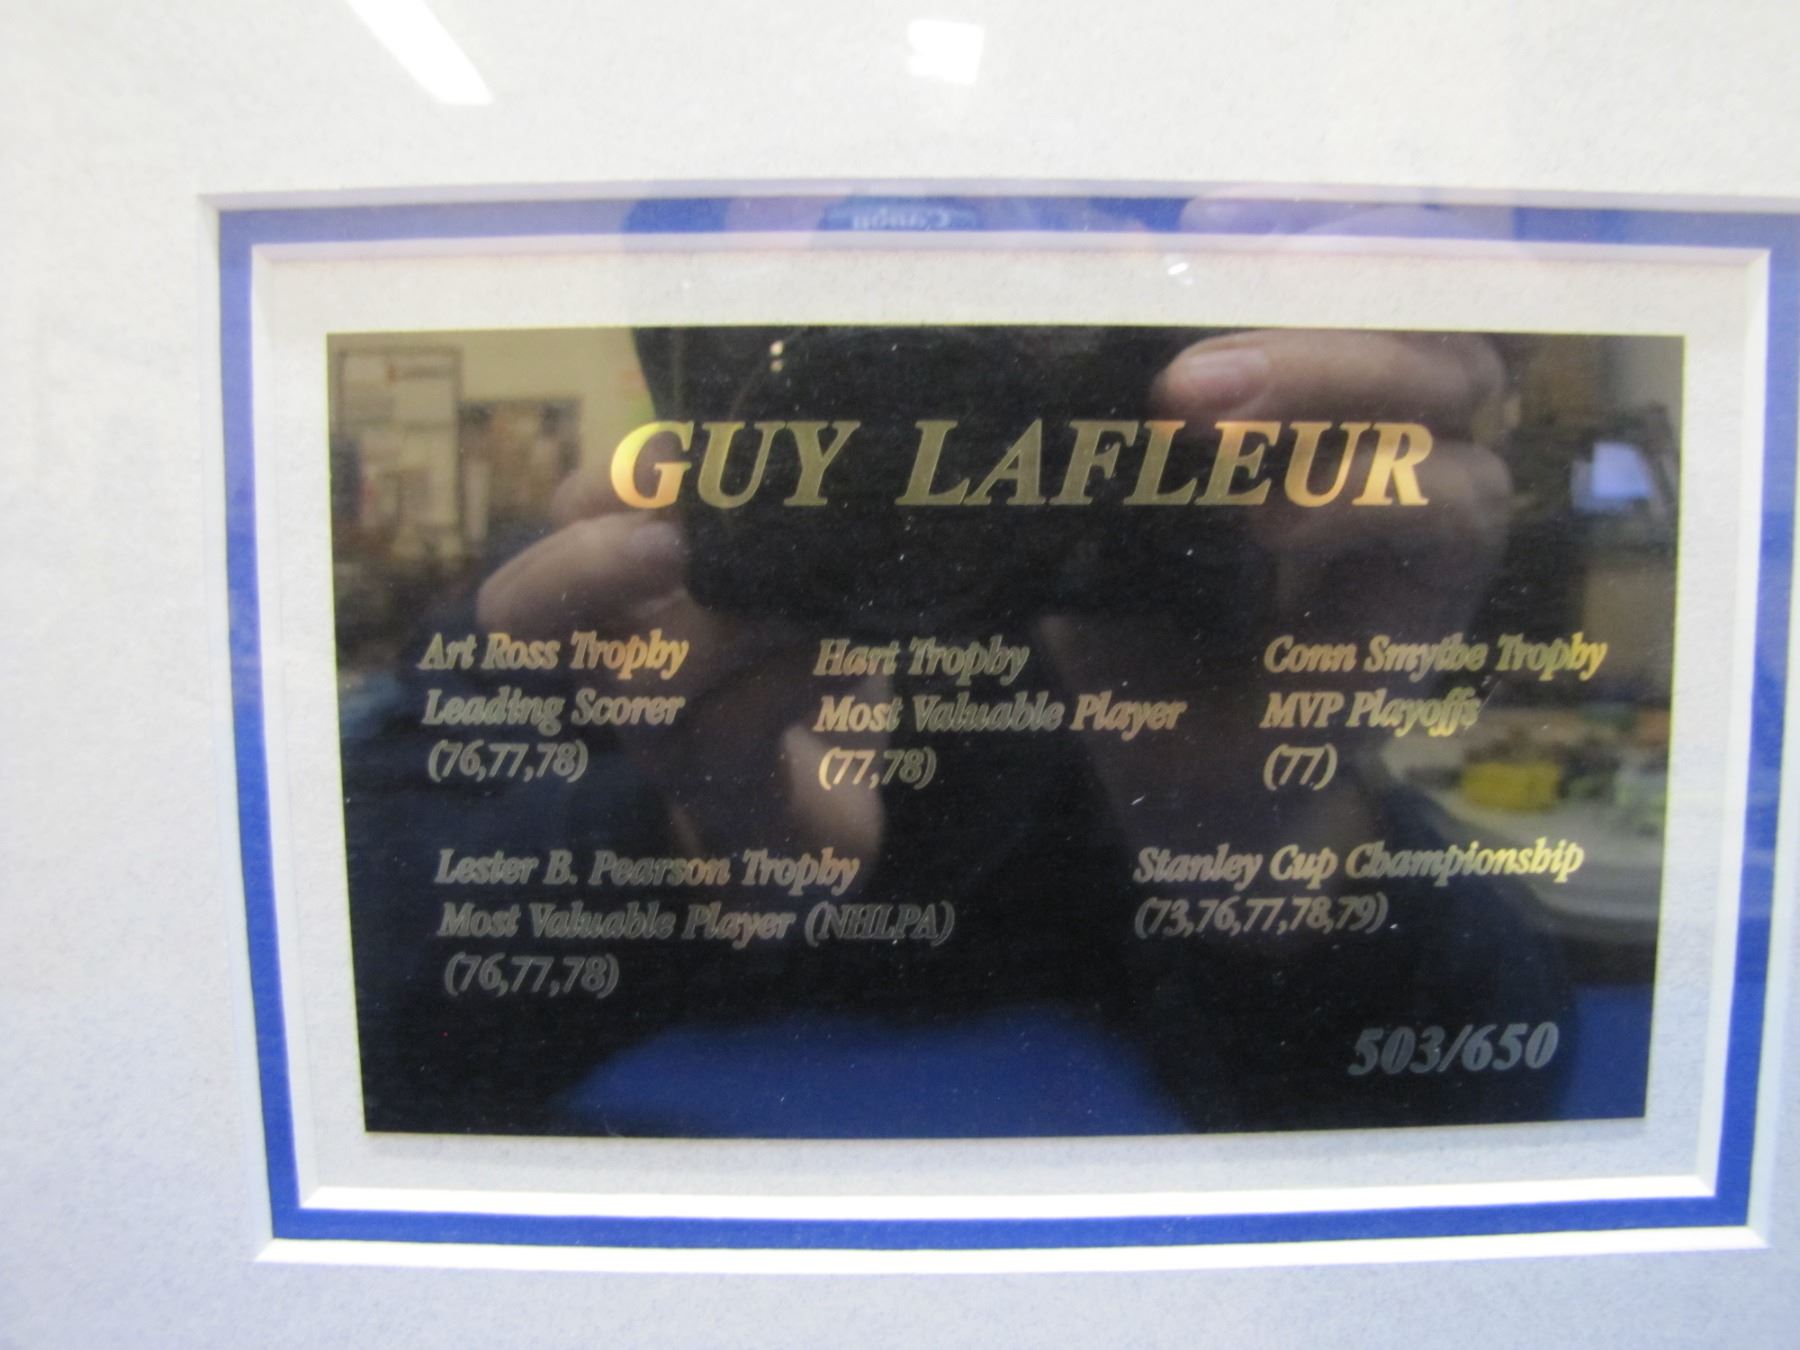 GUY LAFLEUR
Art Ross Trophy
Leading Scorer
(76,77,78)
Hart Trophy
Most Valuable Player
(77,78)
Conn Smythe Trophy
MVP Playoffs
(77)
Lester B. Pearson Trophy
Most Valuable Player (NHLPA)
(76,77,78)
Stanley Cup Championship
(73,76,77,78,79)
503/650